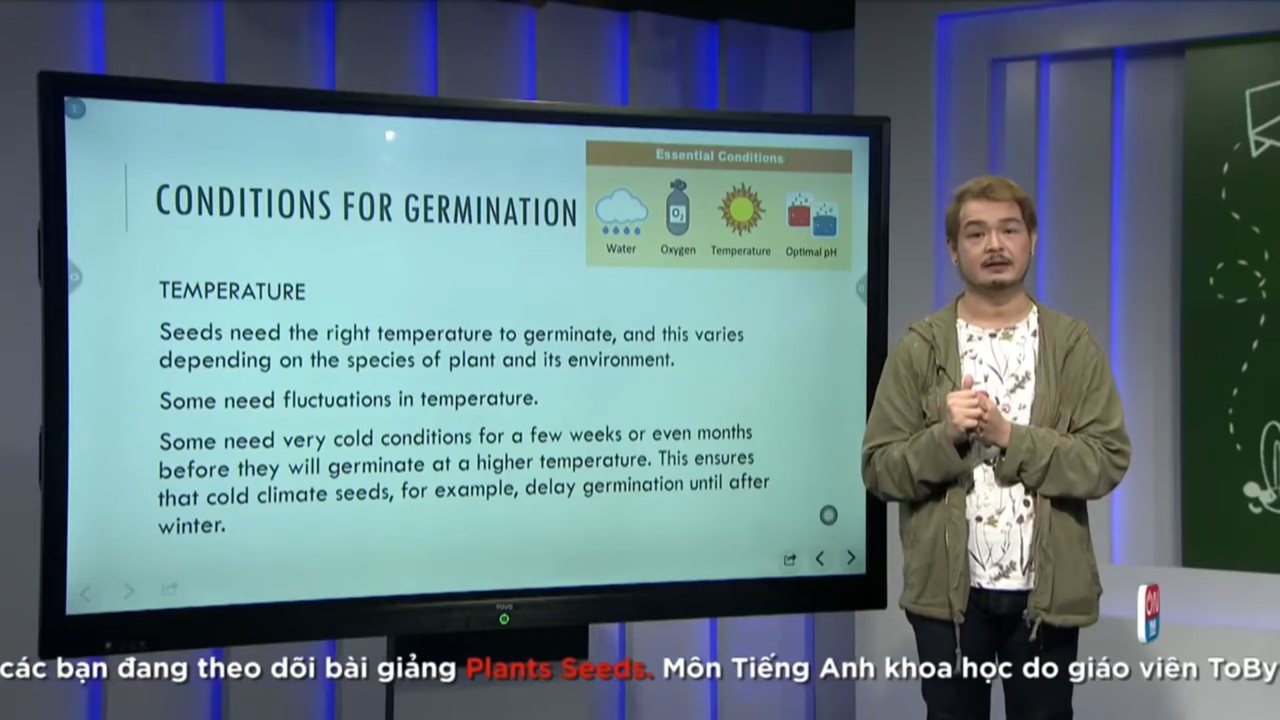 Essential Conditions
CONDITIONS FOR GERMINATION
O₂
Water Oxygen Temperature Optimal pH
TEMPERATURE
Seeds need the right temperature to germinate, and this varies
depending on the species of plant and its environment.
Some need fluctuations in temperature.
Some need very cold conditions for a few weeks or even months
before they will germinate at a higher temperature. This ensures
that cold climate seeds, for example, delay germination until after
winter.
ON
các bạn đang theo dõi bài giảng Plants Seeds. Môn Tiếng Anh khoa học do giáo viên ToBy